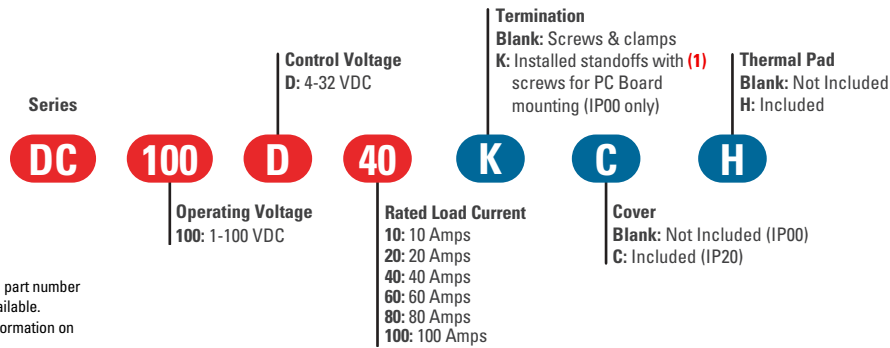 Termination
Blank: Screws & clamps
K: Installed standoffs with (1)
screws for PC Board
mounting (IP00 only)
Control Voltage
D: 4-32 VDC
Thermal Pad
Blank: Not Included
H: Included
Series
DC 100 D 40 K C H
Operating Voltage
100: 1-100 VDC
Rated Load Current
10: 10 Amps
20: 20 Amps
40: 40 Amps
60: 60 Amps
80: 80 Amps
100: 100 Amps
Cover
Blank: Not Included (IP00)
C: Included (IP20)
part number
ormation on